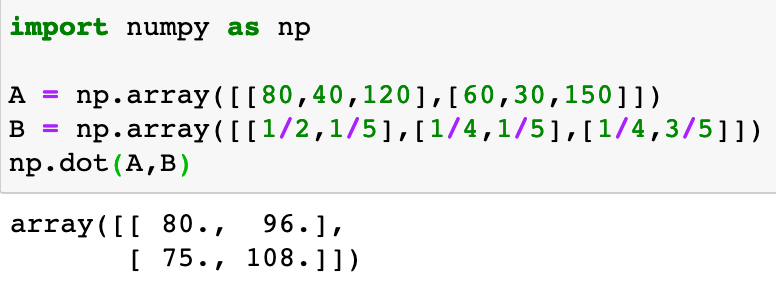 import numpy as np
A = np.array([[80,40,120],[60,30,150]])
B = np.array([[1/2,1/5],[1/4,1/5],[1/4,3/5]])
np.dot(A,B)
array([[ 80.,  96.],
       [ 75., 108.]])